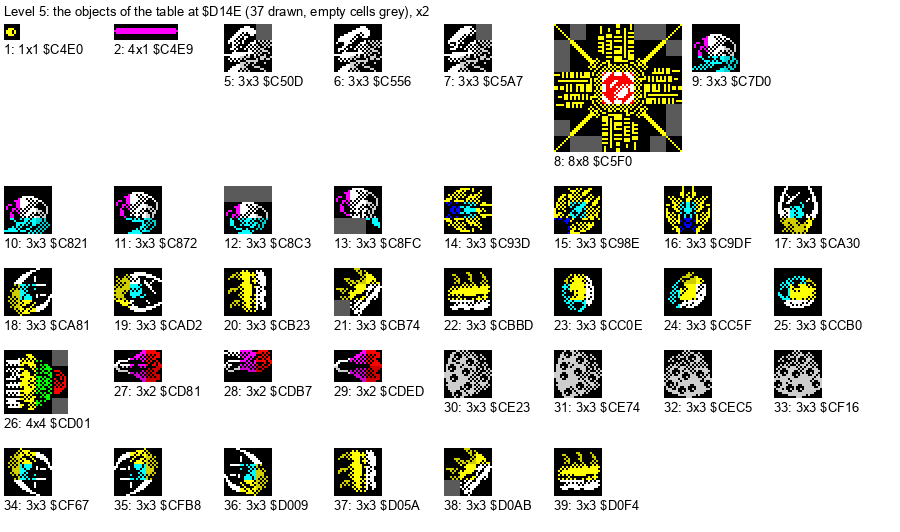 Level 5: the objects of the table at $D14E (37 drawn, empty cells grey), x2
1: 1x1 $C4E0
2: 4x1 $C4E9
5: 3x3 $C50D
6: 3x3 $C556
7: 3x3 $C5A7
8: 8x8 $C5F0
9: 3x3 $C7D0
10: 3x3 $C821
11: 3x3 $C872
12: 3x3 $C8C3
13: 3x3 $C8FC
14: 3x3 $C93D
15: 3x3 $C98E
16: 3x3 $C9DF
17: 3x3 $CA30
18: 3x3 $CA81
19: 3x3 $CAD2
20: 3x3 $CB23
21: 3x3 $CB74
22: 3x3 $CBBD
23: 3x3 $CC0E
24: 3x3 $CC5F
25: 3x3 $CCB0
26: 4x4 $CD01
27: 3x2 $CD81
28: 3x2 $CDB7
29: 3x2 $CDED
30: 3x3 $CE23
31: 3x3 $CE74
32: 3x3 $CEC5
33: 3x3 $CF16
34: 3x3 $CF67
35: 3x3 $CFB8
36: 3x3 $D009
37: 3x3 $D05A
38: 3x3 $D0AB
39: 3x3 $D0F4